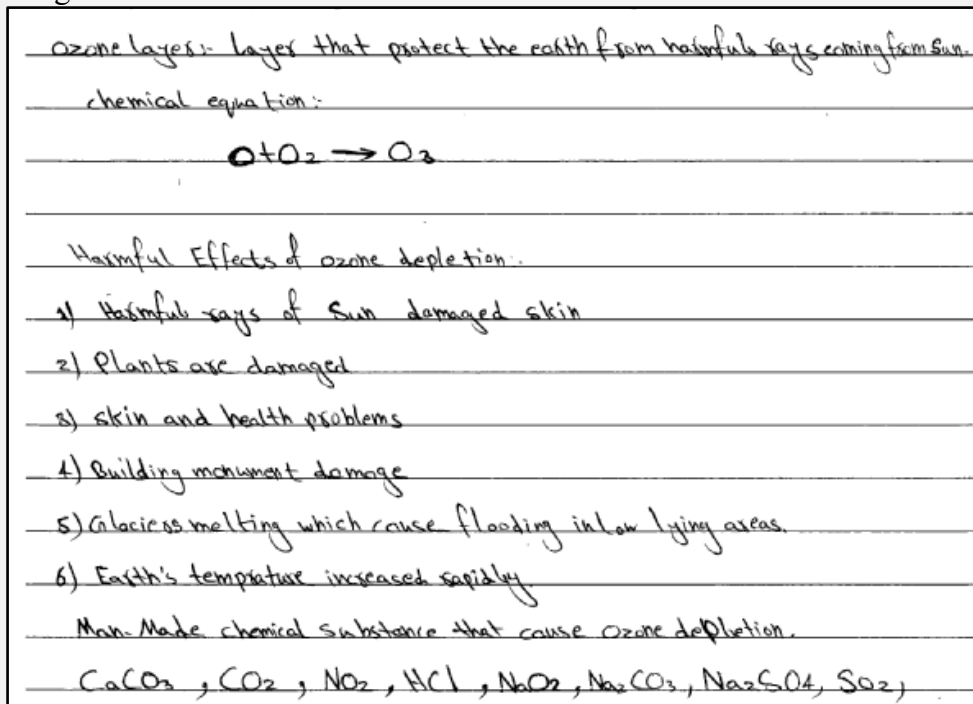 Ozone layer:- Layer that protect the earth from harmful rays coming from Sun.
chemical equation:-
O+O₂ → O₃
Harmful Effects of ozone depletion:.
1) Harmful rays of Sun damaged skin
2) Plants are damaged
3) skin and health problems
4) Building monument damage
5) Glaciers melting which cause flooding in low lying areas.
6) Earth's temprature increased rapidly.
Man-Made chemical substance that cause Ozone depletion.
CaCO₃ , CO₂ , NO₂ , HCl , NaO₂ , Na₂CO₃ , Na₂SO₄, SO₂,